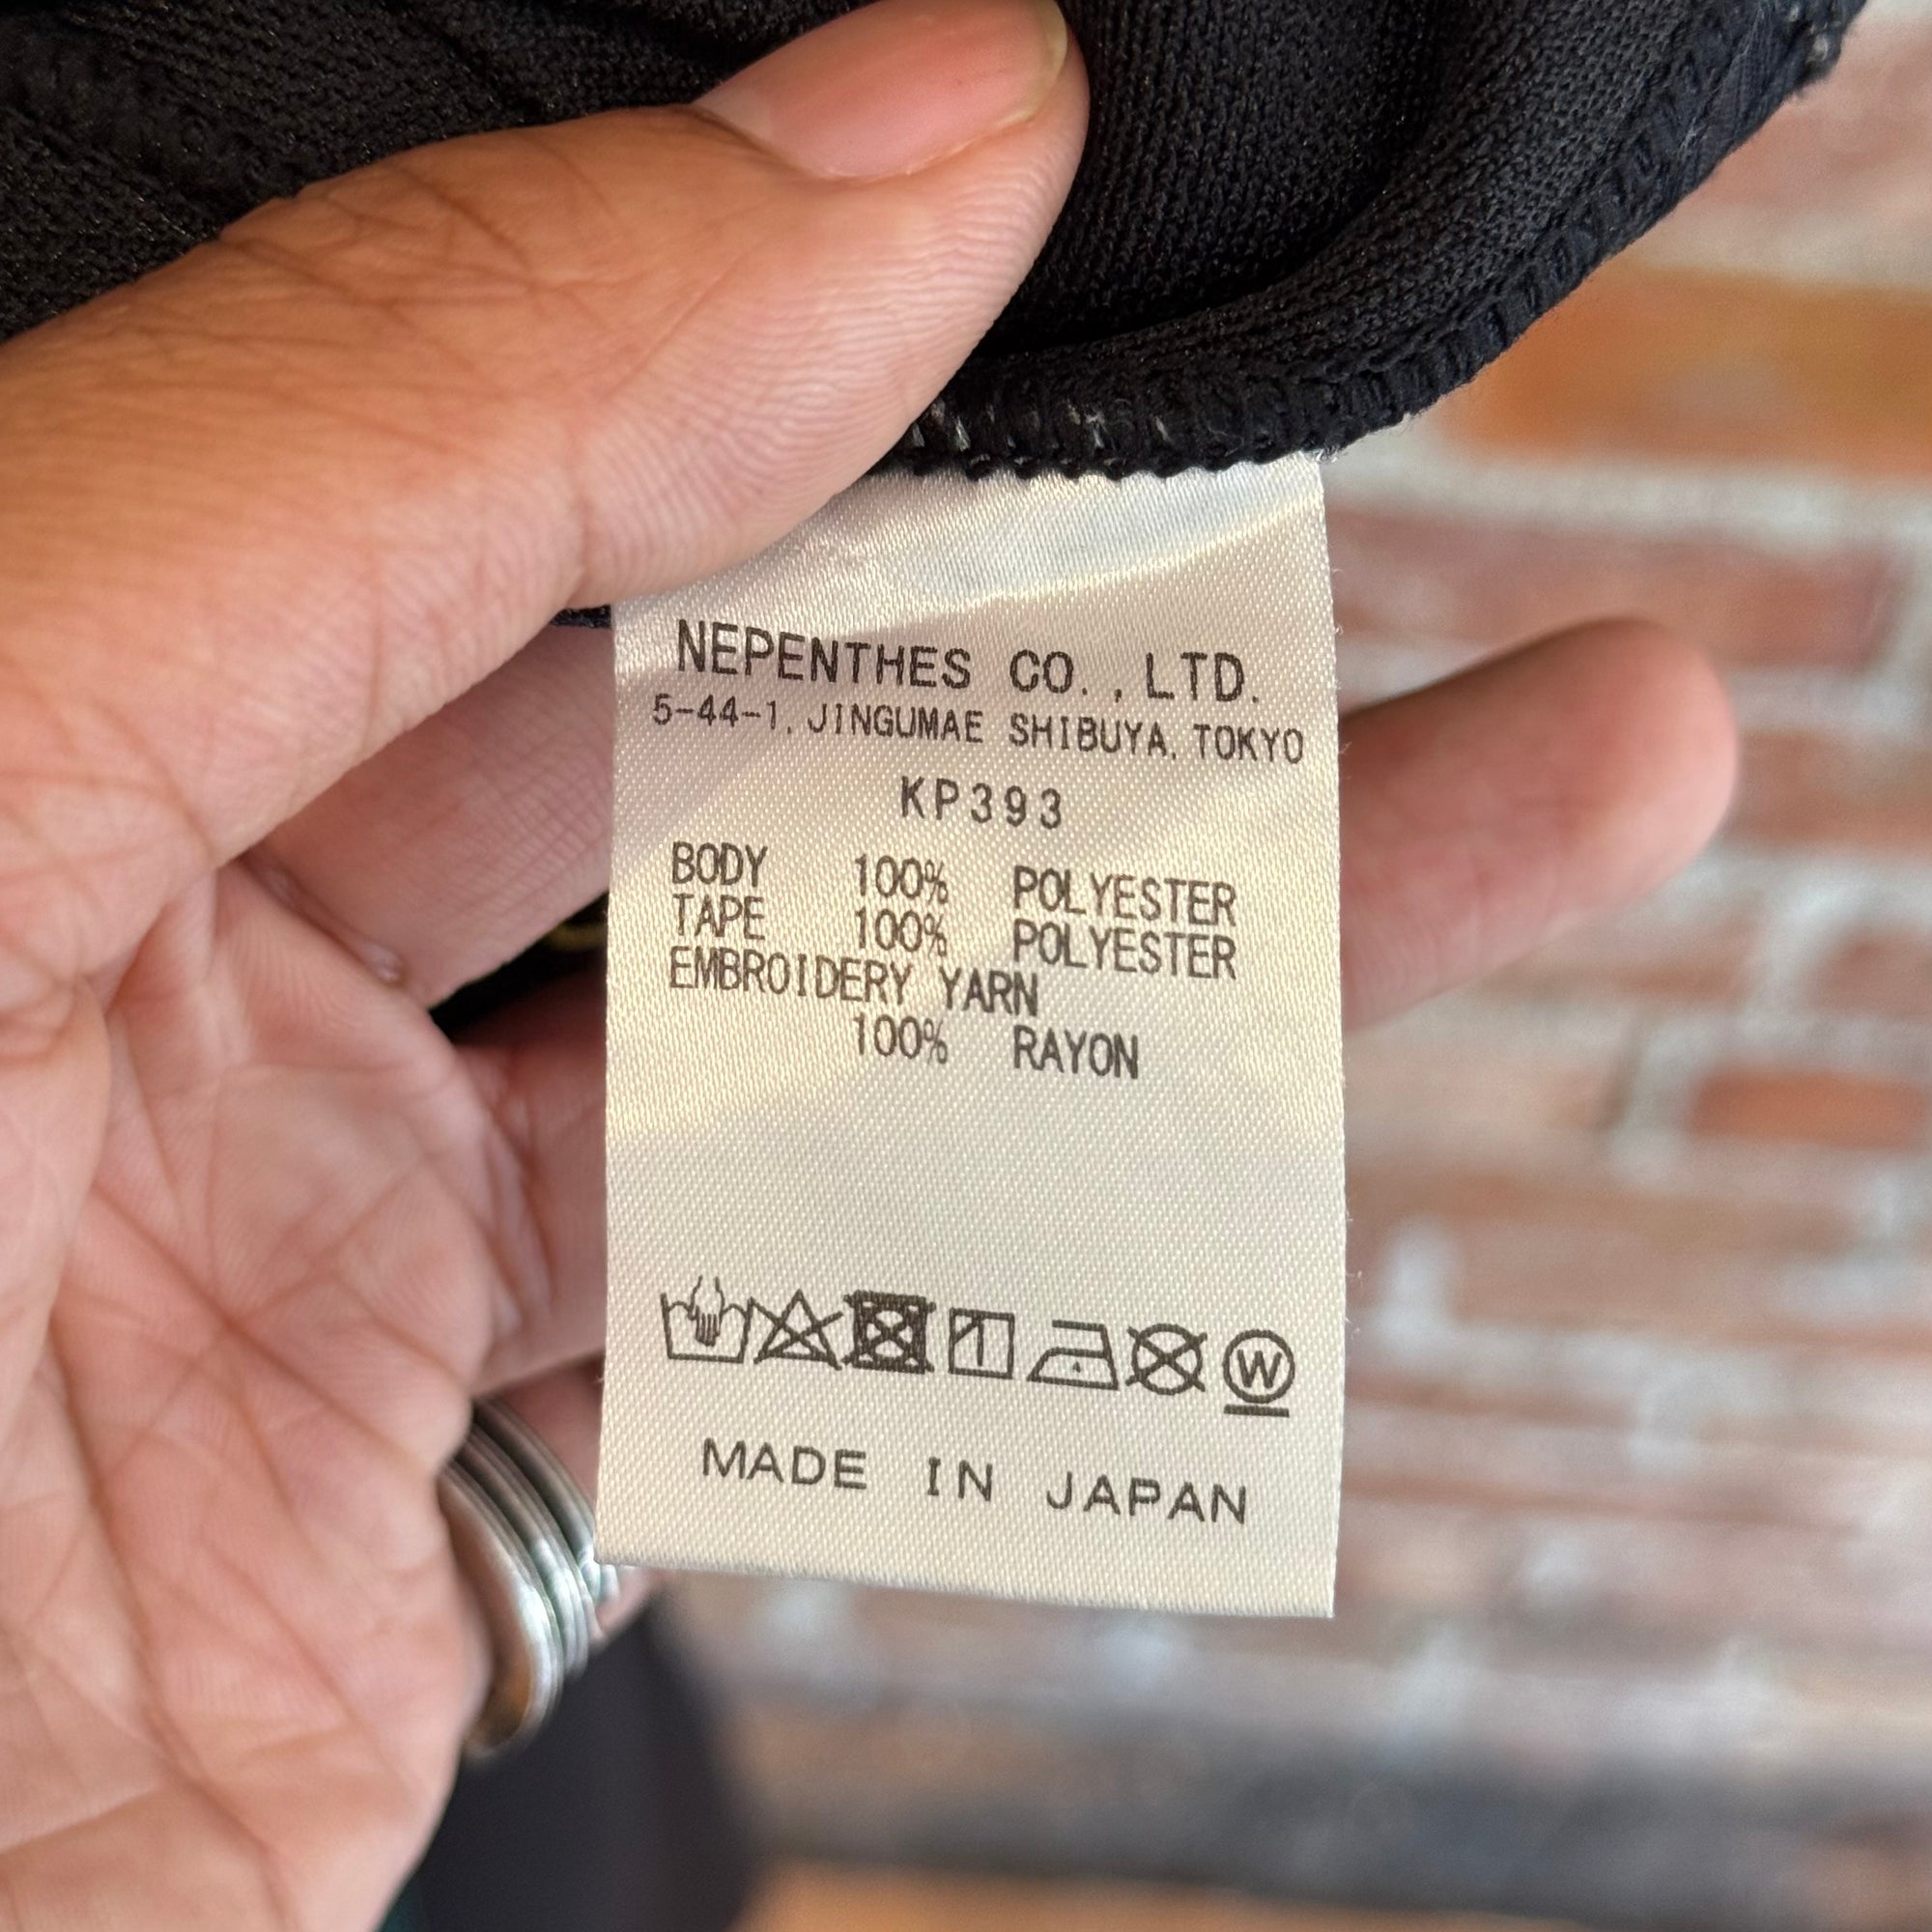 NEPENTHES CO., LTD.
5-44-1, JINGUMAE SHIBUYA, TOKYO
KP393
BODY 100% POLYESTER
TAPE 100% POLYESTER
EMBROIDERY YARN
100% RAYON
W
MADE IN JAPAN